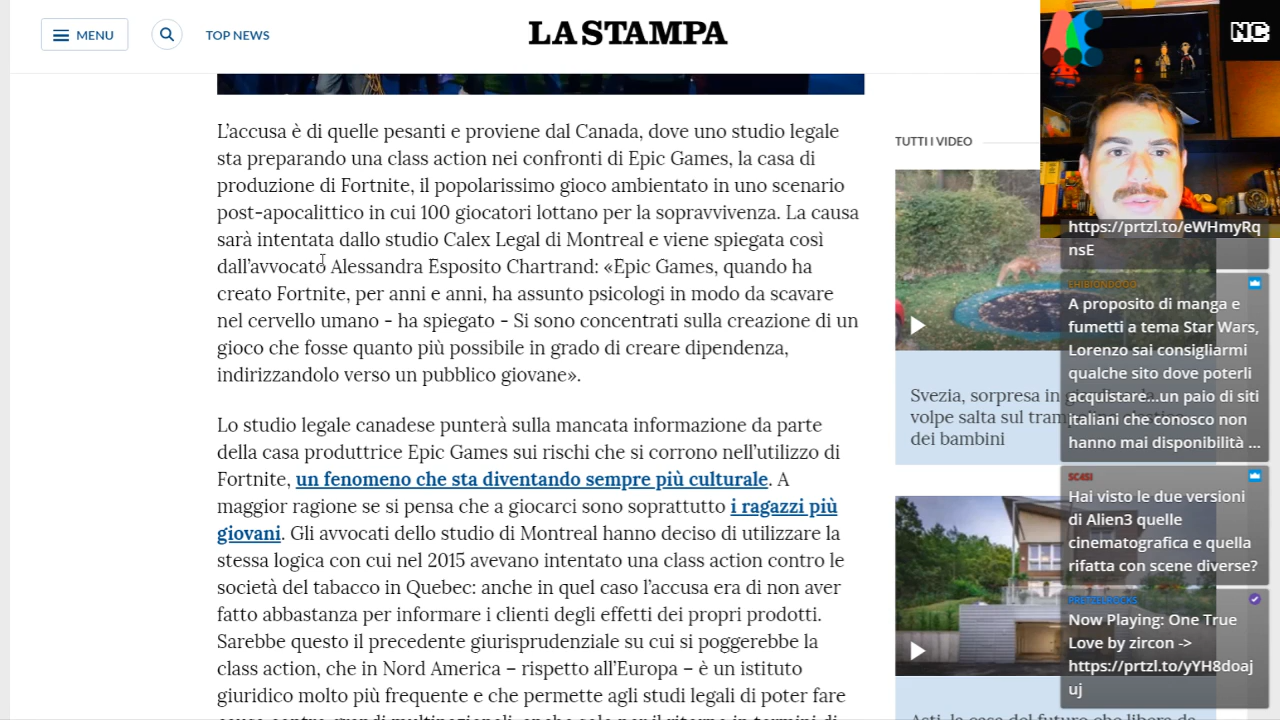 MENU
TOP NEWS
LA STAMPA
NC
L'accusa è di quelle pesanti e proviene dal Canada, dove uno studio legale
sta preparando una class action nei confronti di Epic Games, la casa di
produzione di Fortnite, il popolarissimo gioco ambientato in uno scenario
post-apocalittico in cui 100 giocatori lottano per la sopravvivenza. La causa
sarà intentata dallo studio Calex Legal di Montreal e viene spiegata così
dall'avvocato Alessandra Esposito Chartrand: «Epic Games, quando ha
creato Fortnite, per anni e anni, ha assunto psicologi in modo da scavare
nel cervello umano - ha spiegato - Si sono concentrati sulla creazione di un
gioco che fosse quanto più possibile in grado di creare dipendenza,
indirizzandolo verso un pubblico giovane».
Lo studio legale canadese punterà sulla mancata informazione da parte
della casa produttrice Epic Games sui rischi che si corrono nell'utilizzo di
Fortnite, un fenomeno che sta diventando sempre più culturale. A
maggior ragione se si pensa che a giocarci sono soprattutto i ragazzi più
giovani. Gli avvocati dello studio di Montreal hanno deciso di utilizzare la
stessa logica con cui nel 2015 avevano intentato una class action contro le
società del tabacco in Quebec: anche in quel caso l'accusa era di non aver
fatto abbastanza per informare i clienti degli effetti dei propri prodotti.
Sarebbe questo il precedente giurisprudenziale su cui si poggerebbe la
class action, che in Nord America – rispetto all'Europa – è un istituto
giuridico molto più frequente e che permette agli studi legali di poter fare
TUTTI I VIDEO
Svezia, sorpresa in
volpe salta sul
dei bambini
Asti, la casa del futuro che libera da
https://prtzl.to/eWHmyRq
nsE
A proposito di manga e
fumetti a tema Star Wars,
Lorenzo sai consigliarmi
qualche sito dove poterli
acquistare...un paio di siti
italiani che conosco non
hanno mai disponibilità ...
SC4SI
Hai visto le due versioni
di Alien3 quelle
cinematografica e quella
rifatta con scene diverse?
PRETZELROCKS
Now Playing: One True
Love by zircon ->
https://prtzl.to/yYH8doaj
uj